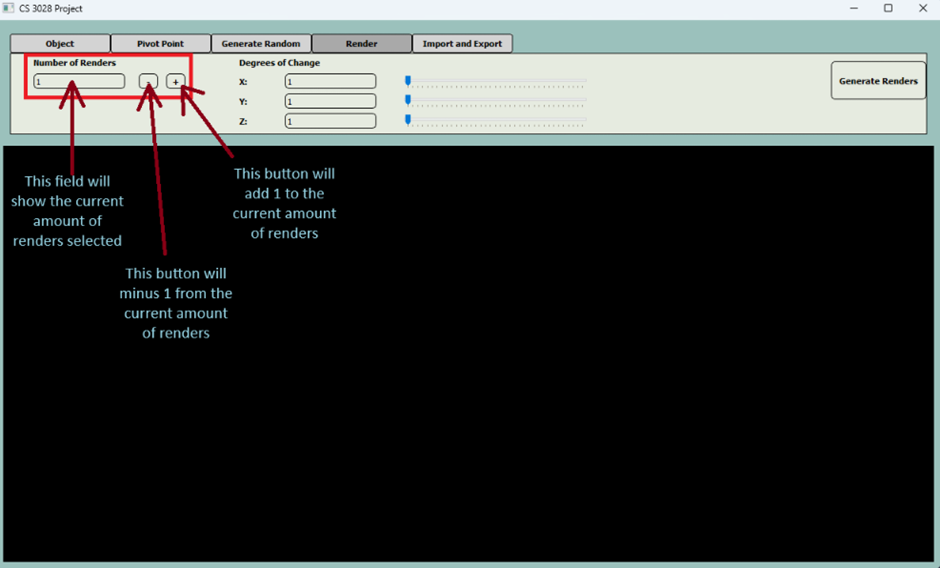 CS 3028 Project
Object Pivot Point Generate Random Render Import and Export
Number of Renders Degrees of Change
1 - + X: 1
Generate Renders
Y: 1
Z: 1
This field will
show the current
amount of
renders selected
This button will
add 1 to the
current amount
of renders
This button will
minus 1 from the
current amount
of renders